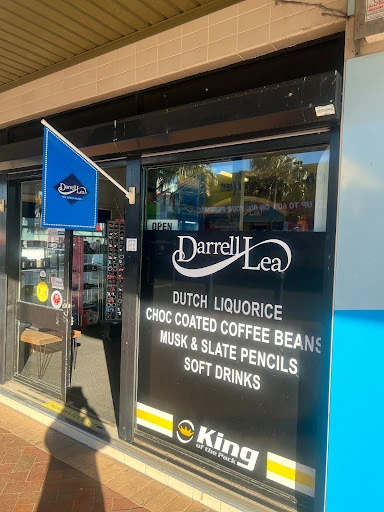 Darrell
Lea
OPEN
Darrell Lea
DUTCH LIQUORICE
CHOC COATED COFFEE BEANS
MUSK & SLATE PENCILS
SOFT DRINKS
King
of the Pack